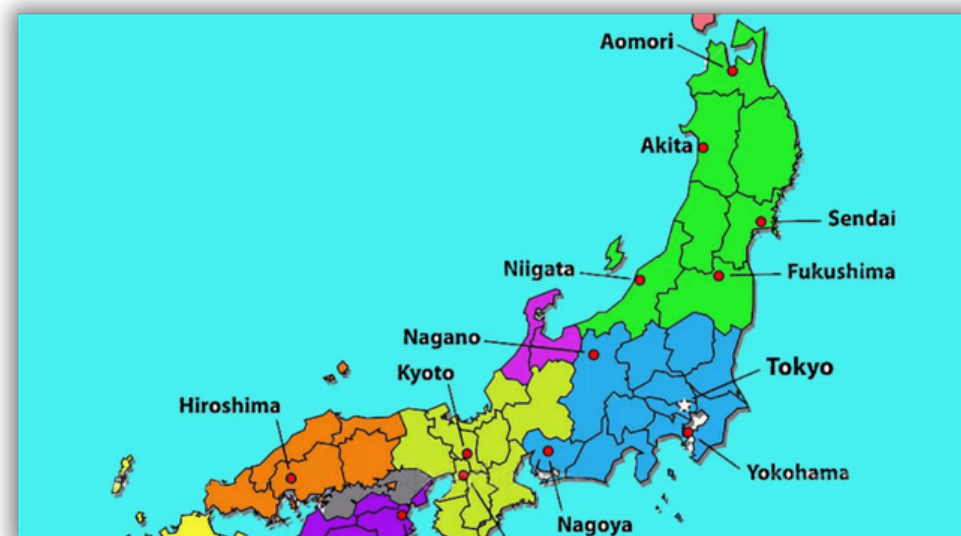 Aomori
Akita
Sendai
Niigata
Fukushima
Nagano
Kyoto
Tokyo
Hiroshima
Yokohama
Nagoya